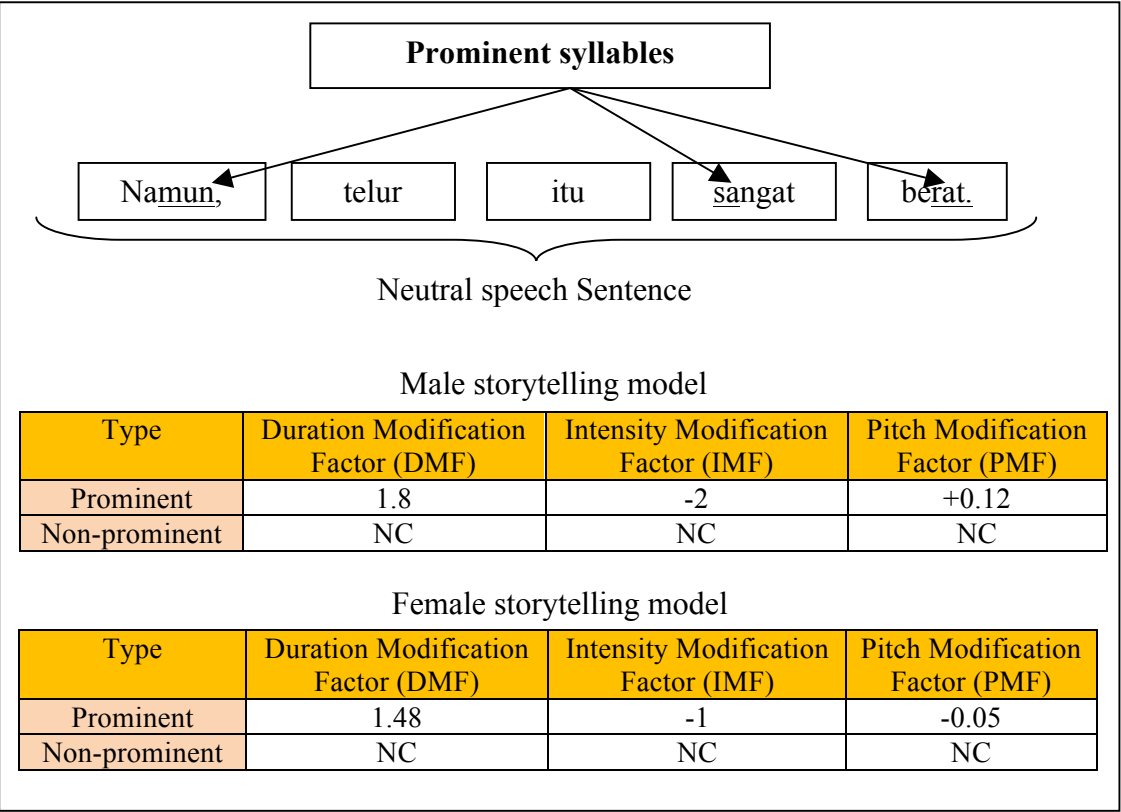 Prominent syllables
Namun, telur itu sangat berat.
Neutral speech Sentence
Male storytelling model
Type Duration Modification Factor (DMF) Intensity Modification Factor (IMF) Pitch Modification Factor (PMF)
Prominent 1.8 -2 +0.12
Non-prominent NC NC NC
Female storytelling model
Type Duration Modification Factor (DMF) Intensity Modification Factor (IMF) Pitch Modification Factor (PMF)
Prominent 1.48 -1 -0.05
Non-prominent NC NC NC